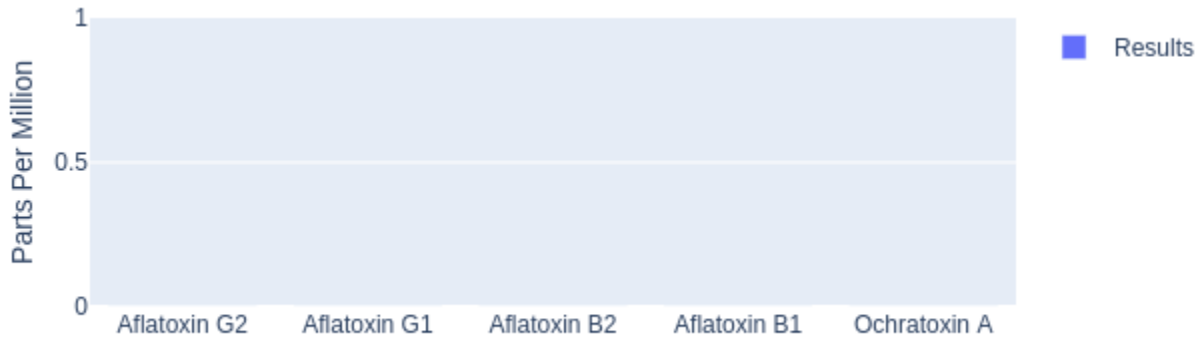 Parts Per Million
1
0.5
0
Aflatoxin G2 Aflatoxin G1 Aflatoxin B2 Aflatoxin B1 Ochratoxin A
Results